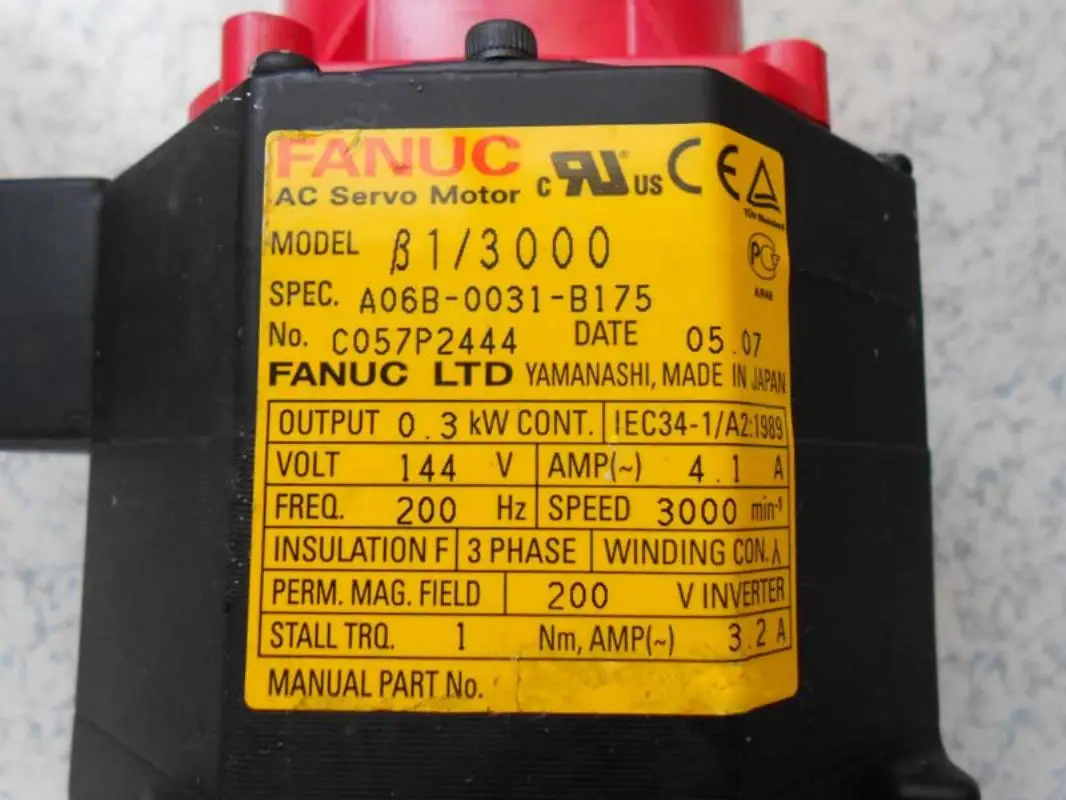 FANUC
AC Servo Motor
C UR US CE
MODEL β1/3000
SPEC. A06B-0031-B175
No. C057P2444 DATE 05.07
FANUC LTD YAMANASHI, MADE IN JAPAN
OUTPUT 0.3 kW CONT. IEC34-1/A2:1989
VOLT 144 V AMP(~) 4.1 A
FREQ. 200 Hz SPEED 3000 min-1
INSULATION F 3 PHASE WINDING CON. ⅄
PERM. MAG. FIELD 200 V INVERTER
STALL TRQ. 1 Nm, AMP(~) 3.2 A
MANUAL PART No.